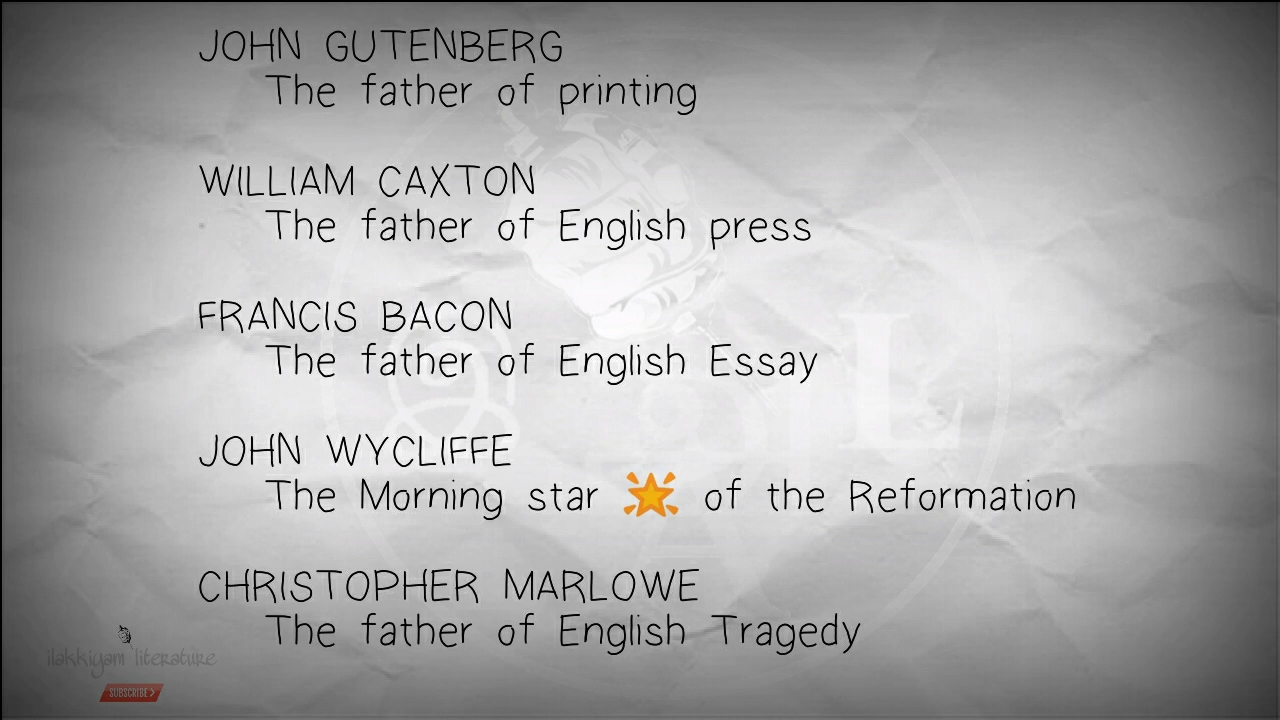 JOHN GUTENBERG
The father of printing
WILLIAM CAXTON
The father of English press
FRANCIS BACON
The father of English Essay
JOHN WYCLIFFE
The Morning star 🌟 of the Reformation
CHRISTOPHER MARLOWE
The father of English Tragedy
ilakkiyam literature
SUBSCRIBE >